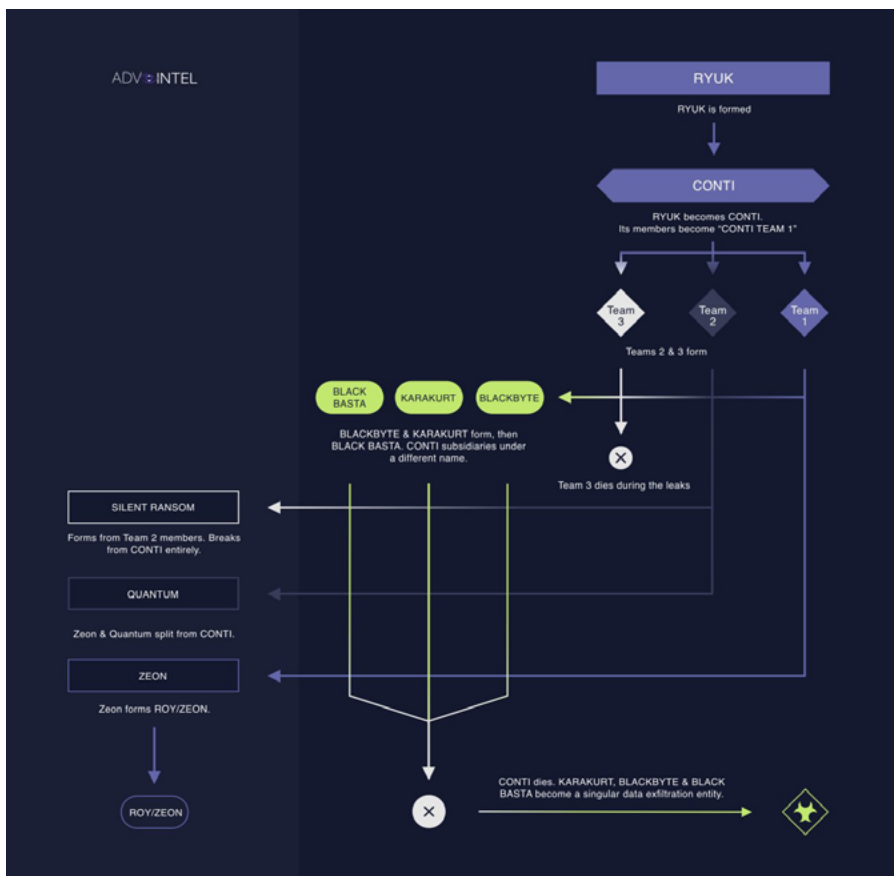 ADV INTEL
RYUK
RYUK is formed
CONTI
RYUK becomes CONTI.
Its members become “CONTI TEAM 1”
Team
3
Team
2
Team
1
Teams 2 & 3 form
BLACK
BASTA
KARAKURT
BLACKBYTE
BLACKBYTE & KARAKURT form, then
BLACK BASTA. CONTI subsidiaries under
a different name.
Team 3 dies during the leaks
SILENT RANSOM
Forms from Team 2 members. Breaks
from CONTI entirely.
QUANTUM
Zeon & Quantum split from CONTI.
ZEON
Zeon forms ROY/ZEON.
CONTI dies. KARAKURT, BLACKBYTE & BLACK
BASTA become a singular data exfiltration entity.
ROY/ZEON